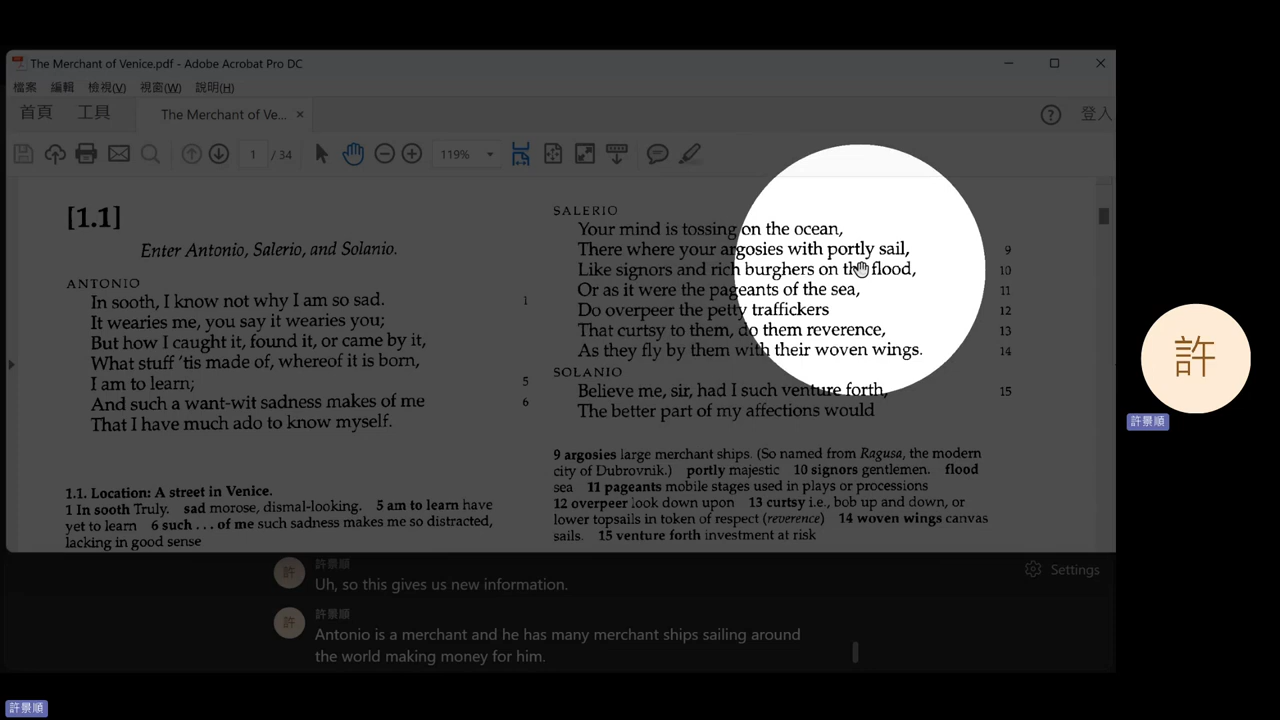 The Merchant of Venice.pdf - Adobe Acrobat Pro DC
檔案 編輯 檢視(V) 視窗(W) 說明(H)
首頁 工具 The Merchant of Ve... ×
登入
1 / 34 119%
[1.1]
Enter Antonio, Salerio, and Solanio.
ANTONIO
In sooth, I know not why I am so sad. 1
It wearies me, you say it wearies you;
But how I caught it, found it, or came by it,
What stuff ’tis made of, whereof it is born,
I am to learn; 5
And such a want-wit sadness makes of me 6
That I have much ado to know myself.
1.1. Location: A street in Venice.
1 In sooth Truly. sad morose, dismal-looking. 5 am to learn have
yet to learn 6 such . . . of me such sadness makes me so distracted,
lacking in good sense
SALERIO
Your mind is tossing on the ocean,
There where your argosies with portly sail, 9
Like signors and rich burghers on the flood, 10
Or as it were the pageants of the sea, 11
Do overpeer the petty traffickers 12
That curtsy to them, do them reverence, 13
As they fly by them with their woven wings. 14
SOLANIO
Believe me, sir, had I such venture forth, 15
The better part of my affections would
9 argosies large merchant ships. (So named from Ragusa, the modern
city of Dubrovnik.) portly majestic 10 signors gentlemen. flood
sea 11 pageants mobile stages used in plays or processions
12 overpeer look down upon 13 curtsy i.e., bob up and down, or
lower topsails in token of respect (reverence) 14 woven wings canvas
sails. 15 venture forth investment at risk
許 許景順
Uh, so this gives us new information.
Settings
許 許景順
Antonio is a merchant and he has many merchant ships sailing around
the world making money for him.
許
許景順
許景順